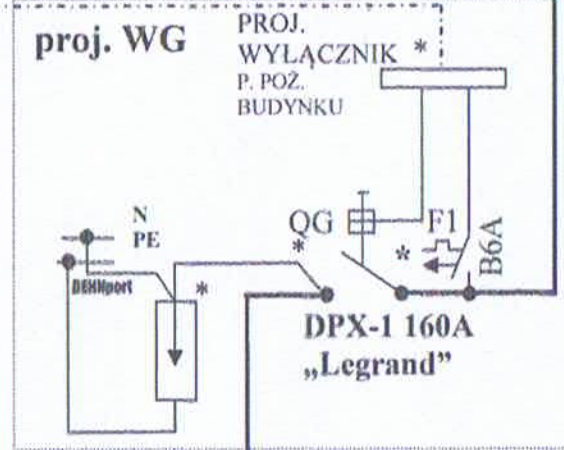 proj. WG
PROJ.
WYŁĄCZNIK *
P. POŻ.
BUDYNKU
N
PE
DEHNport
*
QG
*
F1
*
B6A
DPX-1 160A
„Legrand”